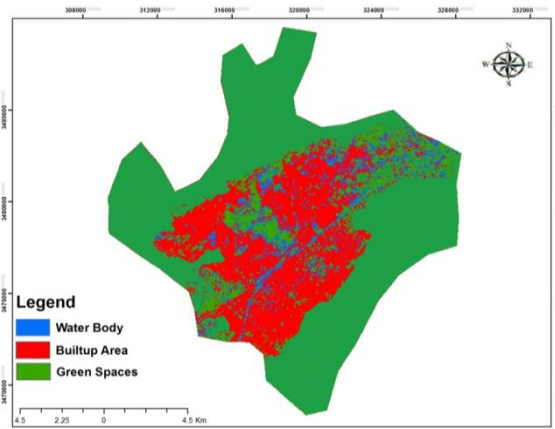 308000 312000 316000 320000 324000 328000 332000
N
W E
S
3485000
3480000
3475000
3470000
Legend
Water Body
Builtup Area
Green Spaces
4.5 2.25 0 4.5 Km